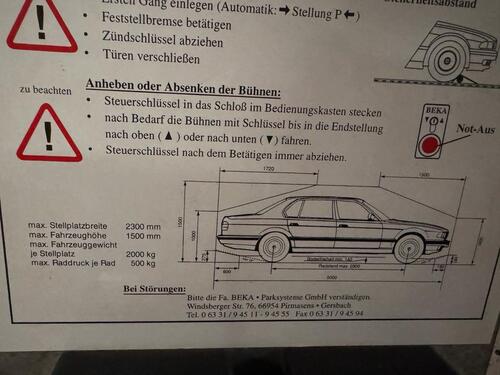 Ersten Gang einlegen (Automatik: ➔ Stellung P ←)
• Feststellbremse betätigen
• Zündschlüssel abziehen
• Türen verschließen
Sicherheitsabstand
zu beachten
Anheben oder Absenken der Bühnen:
• Steuerschlüssel in das Schloß im Bedienungskasten stecken
• nach Bedarf die Bühnen mit Schlüssel bis in die Endstellung
nach oben (▲) oder nach unten (▼) fahren.
• Steuerschlüssel nach dem Betätigen immer abziehen.
BEKA
Not-Aus
1720
1500
1500
1000
max. Stellplatzbreite 2300 mm
max. Fahrzeughöhe 1500 mm
max. Fahrzeuggewicht
je Stellplatz 2000 kg
max. Raddruck je Rad 500 kg
600
5000
Bei Störungen:
Bitte die Fa. BEKA • Parksysteme GmbH verständigen.
Windsberger Str. 76, 66954 Pirmasens - Gersbach
Tel. 0 63 31 / 9 45 11 - 9 45 55 Fax 0 63 31 / 9 45 94